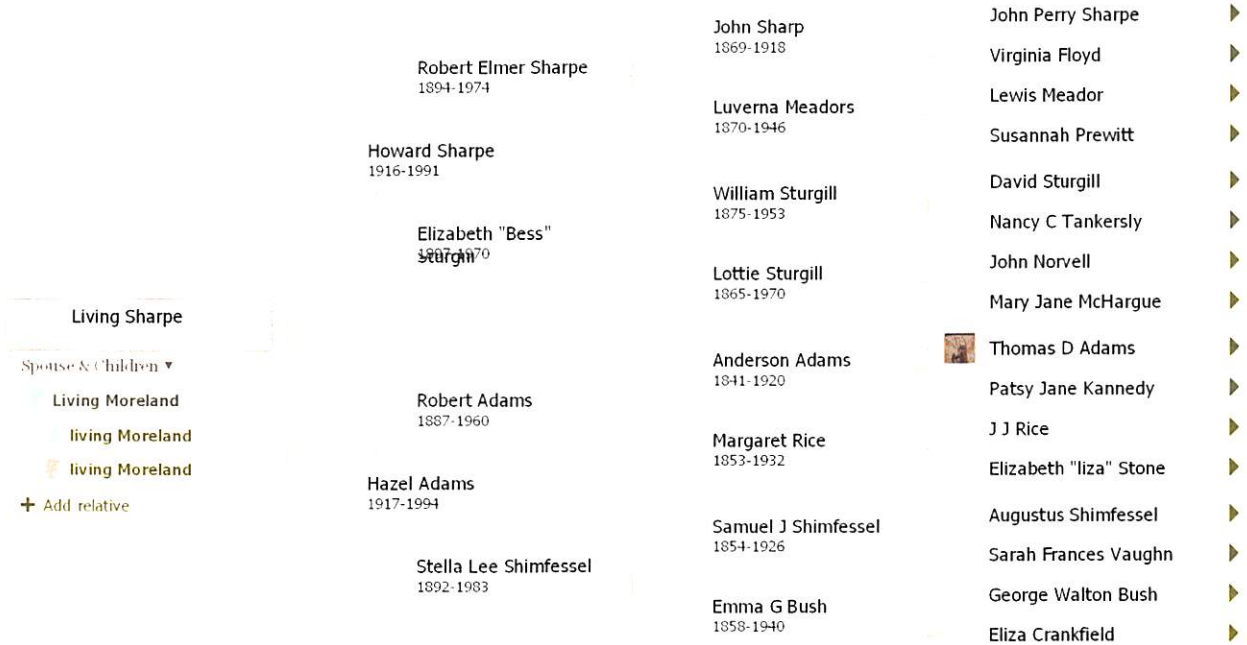 Living Sharpe
Spouse & Children ▾
Living Moreland
living Moreland
living Moreland
+ Add relative
Howard Sharpe
1916-1991
Hazel Adams
1917-1994
Robert Elmer Sharpe
1894-1974
Elizabeth "Bess"
Sturgill
1897-1970
Robert Adams
1887-1960
Stella Lee Shimfessel
1892-1983
John Sharp
1869-1918
Luverna Meadors
1870-1946
William Sturgill
1875-1953
Lottie Sturgill
1865-1970
Anderson Adams
1841-1920
Margaret Rice
1853-1932
Samuel J Shimfessel
1854-1926
Emma G Bush
1858-1940
John Perry Sharpe
Virginia Floyd
Lewis Meador
Susannah Prewitt
David Sturgill
Nancy C Tankersly
John Norvell
Mary Jane McHargue
Thomas D Adams
Patsy Jane Kannedy
J J Rice
Elizabeth "liza" Stone
Augustus Shimfessel
Sarah Frances Vaughn
George Walton Bush
Eliza Crankfield